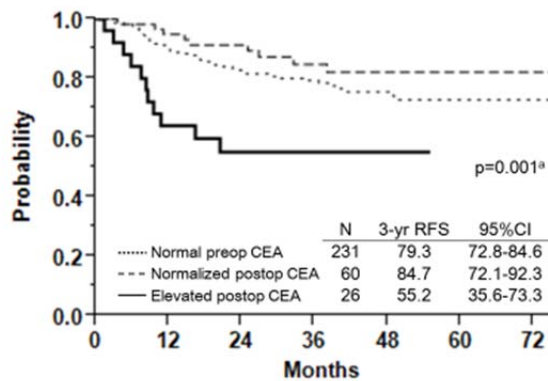 1.0
0.8
0.6
0.4
0.2
0.0
Probability
p=0.001ᵃ
N 3-yr RFS 95%CI
Normal preop CEA 231 79.3 72.8-84.6
Normalized postop CEA 60 84.7 72.1-92.3
Elevated postop CEA 26 55.2 35.6-73.3
0 12 24 36 48 60 72
Months